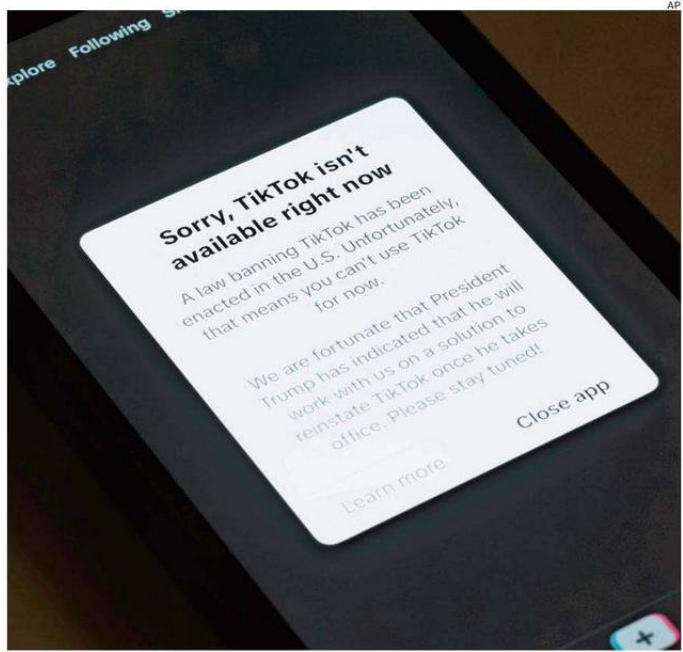 AP
Explore Following
Sorry, TikTok isn't
available right now
A law banning TikTok has been
enacted in the U.S. Unfortunately,
that means you can't use TikTok
for now.
We are fortunate that President
Trump has indicated that he will
work with us on a solution to
reinstate TikTok once he takes
office. Please stay tuned!
Learn more Close app
+